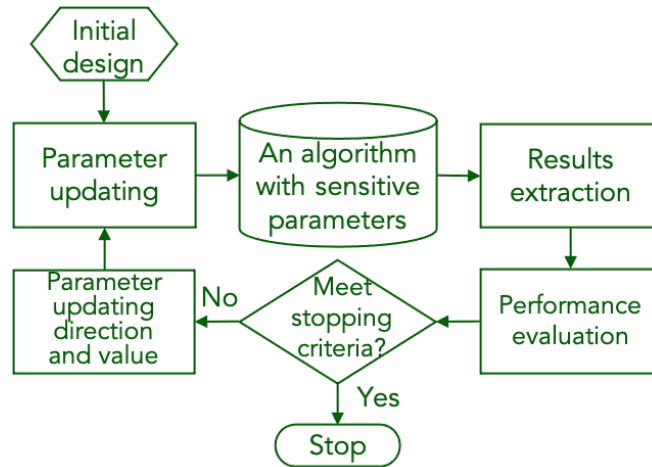 Initial
design
Parameter
updating
An algorithm
with sensitive
parameters
Results
extraction
Performance
evaluation
Meet
stopping
criteria?
No
Parameter
updating
direction
and value
Yes
Stop